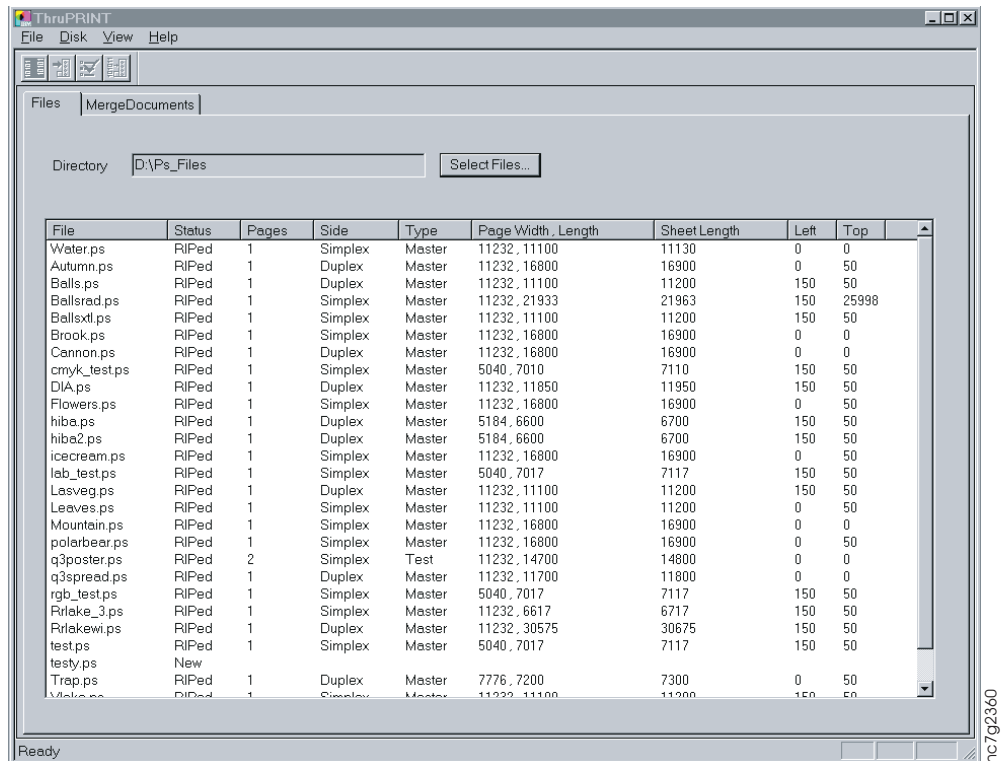 ThruPRINT
File Disk View Help
Files MergeDocuments
Directory D:\Ps_Files Select Files...
File Status Pages Side Type Page Width , Length Sheet Length Left Top
Water.ps RIPed 1 Simplex Master 11232 , 11100 11130 0 0
Autumn.ps RIPed 1 Duplex Master 11232 , 16800 16900 0 50
Balls.ps RIPed 1 Duplex Master 11232 , 11100 11200 150 50
Ballsrad.ps RIPed 1 Simplex Master 11232 , 21933 21963 150 25998
Ballsxtl.ps RIPed 1 Simplex Master 11232 , 11100 11200 150 50
Brook.ps RIPed 1 Simplex Master 11232 , 16800 16900 0 0
Cannon.ps RIPed 1 Duplex Master 11232 , 16800 16900 0 0
cmyk_test.ps RIPed 1 Simplex Master 5040 , 7010 7110 150 50
DIA.ps RIPed 1 Duplex Master 11232 , 11850 11950 150 50
Flowers.ps RIPed 1 Simplex Master 11232 , 16800 16900 0 50
hiba.ps RIPed 1 Duplex Master 5184 , 6600 6700 150 50
hiba2.ps RIPed 1 Duplex Master 5184 , 6600 6700 150 50
icecream.ps RIPed 1 Simplex Master 11232 , 16800 16900 0 50
lab_test.ps RIPed 1 Simplex Master 5040 , 7017 7117 150 50
Lasveg.ps RIPed 1 Duplex Master 11232 , 11100 11200 150 50
Leaves.ps RIPed 1 Simplex Master 11232 , 11100 11200 0 50
Mountain.ps RIPed 1 Simplex Master 11232 , 16800 16900 0 0
polarbear.ps RIPed 1 Simplex Master 11232 , 16800 16900 0 50
q3poster.ps RIPed 2 Simplex Test 11232 , 14700 14800 0 0
q3spread.ps RIPed 1 Duplex Master 11232 , 11700 11800 0 0
rgb_test.ps RIPed 1 Simplex Master 5040 , 7017 7117 150 50
Rrlake_3.ps RIPed 1 Simplex Master 11232 , 6617 6717 150 50
Rrlakewi.ps RIPed 1 Duplex Master 11232 , 30575 30675 150 50
test.ps RIPed 1 Simplex Master 5040 , 7017 7117 150 50
testy.ps New
Trap.ps RIPed 1 Duplex Master 7776 , 7200 7300 0 50
RIPed 1 Simplex Master 11232 , 11100 11200 150 50
Ready
hc7g2360